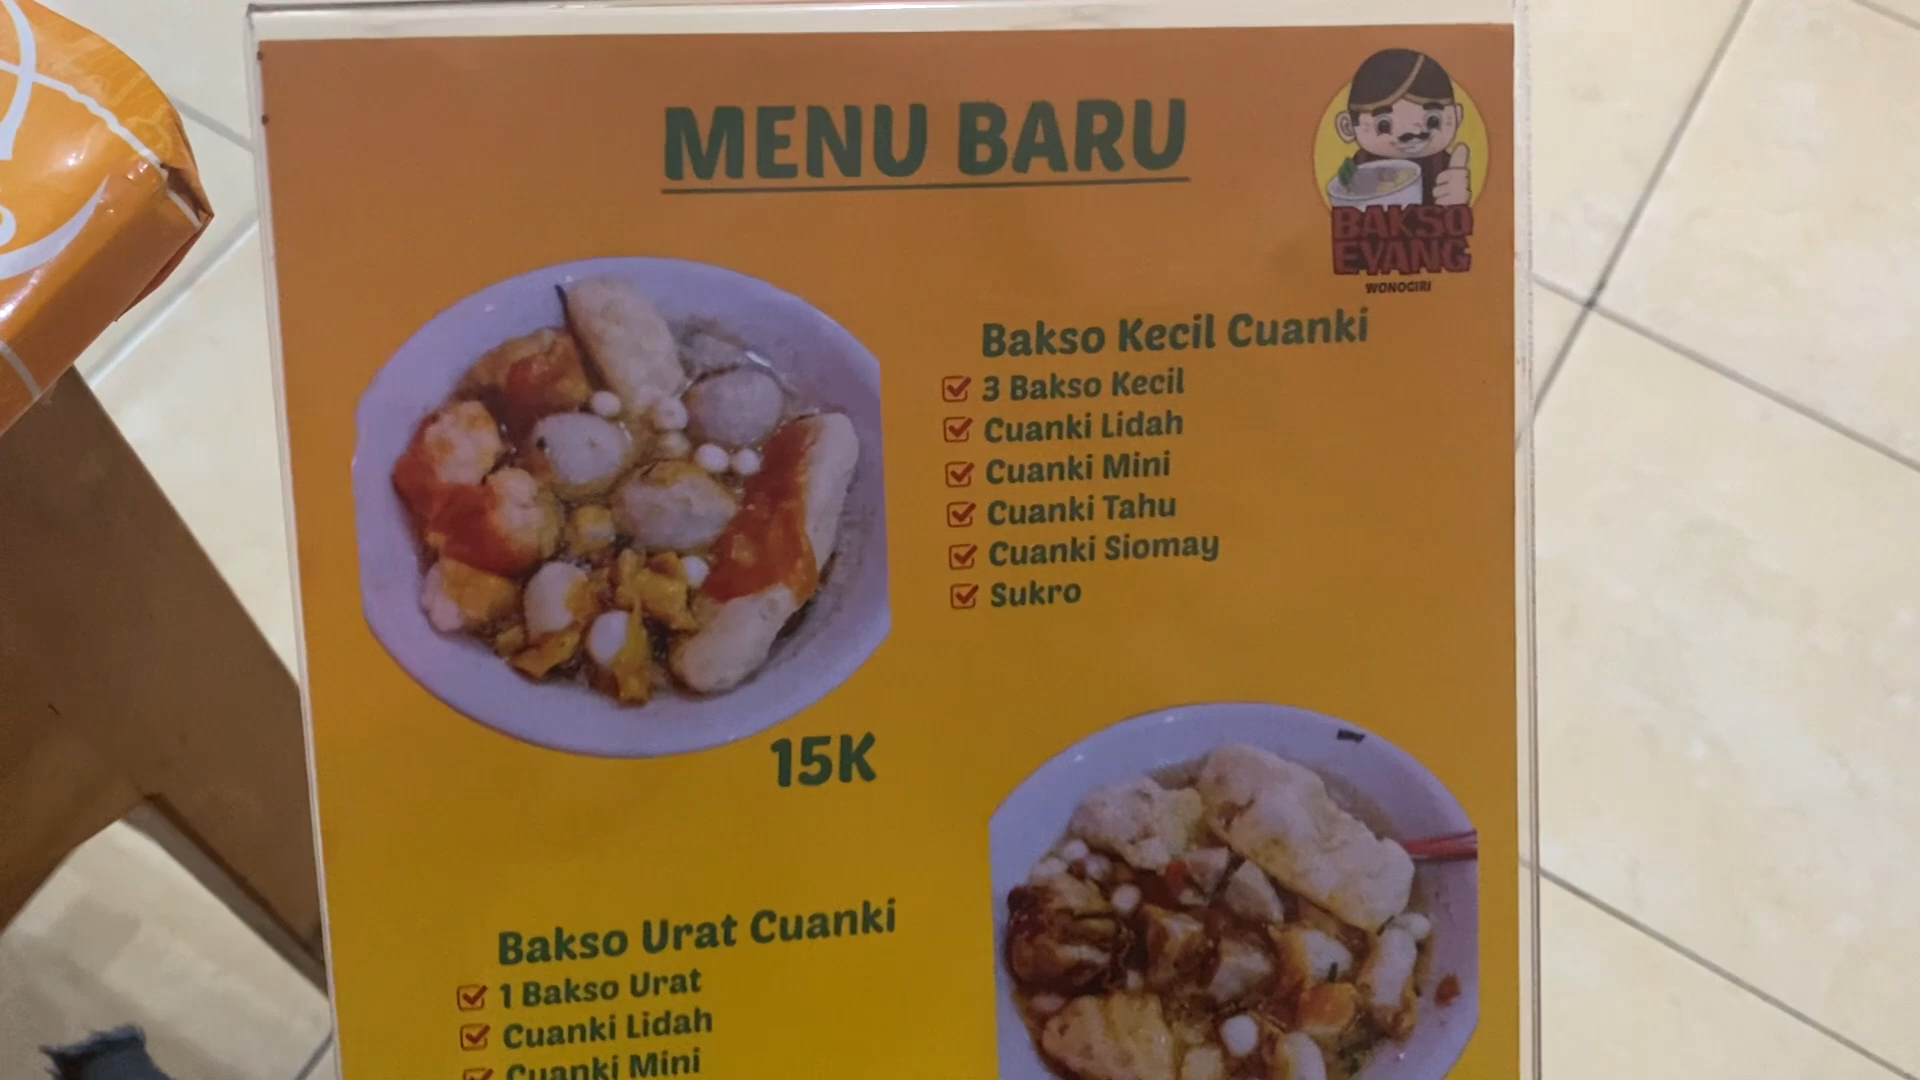 MENU BARU
BAKSO
EYANG
WONOGIRI
Bakso Kecil Cuanki
3 Bakso Kecil
Cuanki Lidah
Cuanki Mini
Cuanki Tahu
Cuanki Siomay
Sukro
15K
Bakso Urat Cuanki
1 Bakso Urat
Cuanki Lidah
Cuanki Mini